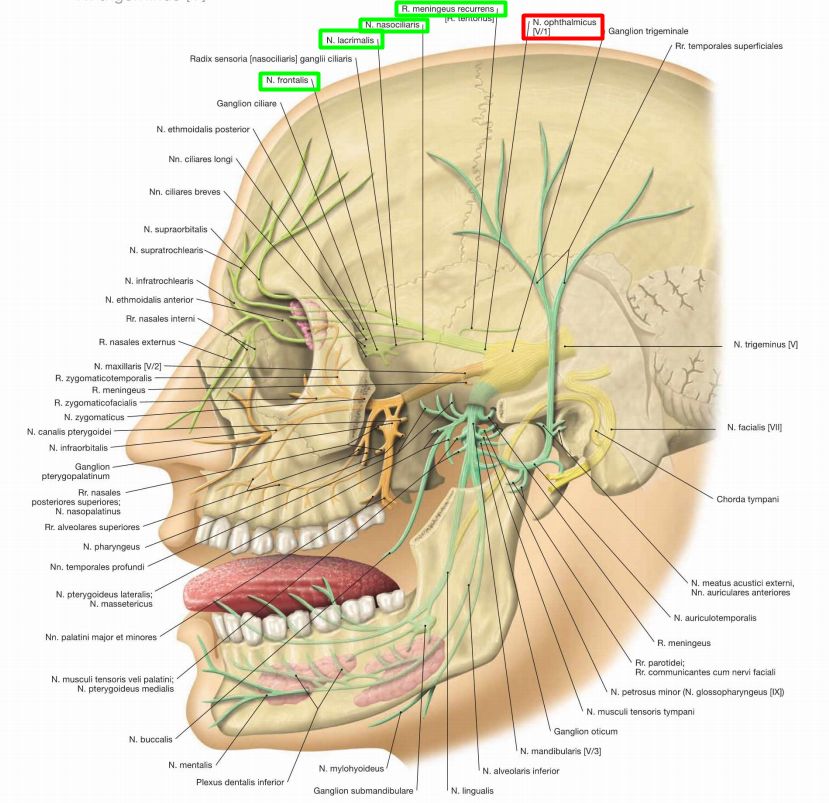 R. meningeus recurrens
[R. tentorius]
N. nasociliaris
N. ophthalmicus
[V/1]
Ganglion trigeminale
N. lacrimalis
Rr. temporales superficiales
Radix sensoria [nasociliaris] ganglii ciliaris
N. frontalis
Ganglion ciliare
N. ethmoidalis posterior
Nn. ciliares longi
Nn. ciliares breves
N. supraorbitalis
N. supratrochlearis
N. infratrochlearis
N. ethmoidalis anterior
Rr. nasales interni
R. nasales externus
N. trigeminus [V]
N. maxillaris [V/2]
R. zygomaticotemporalis
R. meningeus
R. zygomaticofacialis
N. zygomaticus
N. canalis pterygoidei
N. facialis [VII]
N. infraorbitalis
Ganglion
pterygopalatinum
Rr. nasales
posteriores superiores;
N. nasopalatinus
Chorda tympani
Rr. alveolares superiores
N. pharyngeus
Nn. temporales profundi
N. meatus acustici externi,
Nn. auriculares anteriores
N. pterygoideus lateralis;
N. massetericus
N. auriculotemporalis
Nn. palatini major et minores
R. meningeus
Rr. parotidei;
Rr. communicantes cum nervi faciali
N. musculi tensoris veli palatini;
N. pterygoideus medialis
N. petrosus minor (N. glossopharyngeus [IX])
N. musculi tensoris tympani
Ganglion oticum
N. buccalis
N. mandibularis [V/3]
N. mentalis
N. mylohyoideus
N. alveolaris inferior
Plexus dentalis inferior
Ganglion submandibulare
N. lingualis